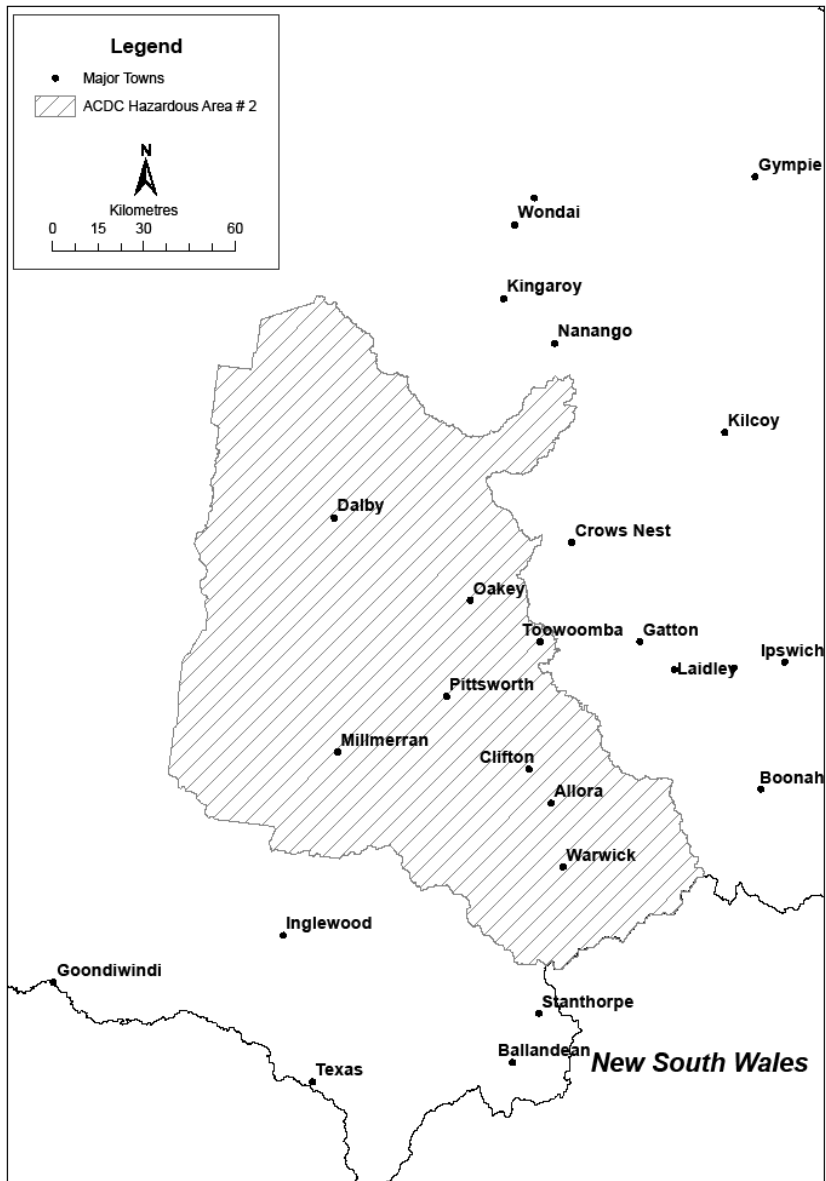 Legend
Major Towns
ACDC Hazardous Area # 2
N
Kilometres
0 15 30 60
Gympie
Wondai
Kingaroy
Nanango
Kilcoy
Dalby
Crows Nest
Oakey
Toowoomba
Gatton
Ipswich
Laidley
Pittsworth
Millmerran
Clifton
Boonah
Allora
Warwick
Inglewood
Goondiwindi
Stanthorpe
Ballandean
New South Wales
Texas